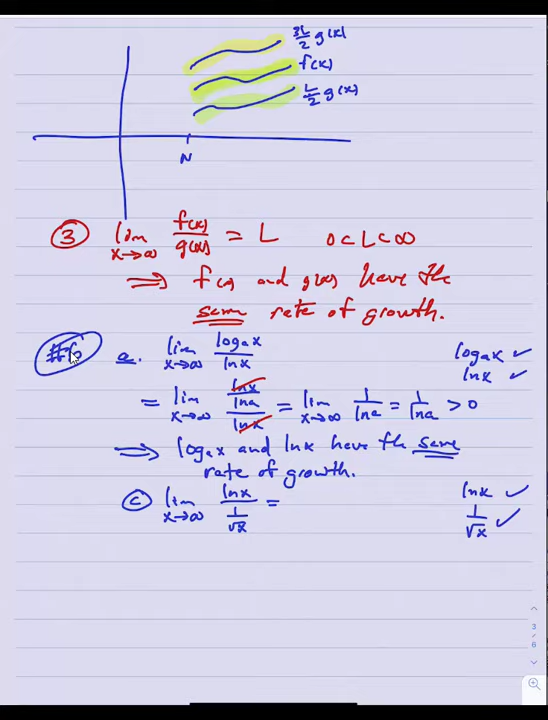 3L/2 g(x)
f(x)
L/2 g(x)
N
③ lim x→∞ f(x)/g(x) = L 0<L<∞
⟹ f(x) and g(x) have the
same rate of growth.
#6 a. lim x→∞ logₐx/lnx
logₐx ✓
lnx ✓
= lim x→∞ (lnx/lna)/lnx = lim x→∞ 1/lna = 1/lna > 0
⟹ logₐx and lnx have the same
rate of growth.
ⓒ lim x→∞ lnx/(1/√x) =
lnx ✓
1/√x ✓
3
/
6